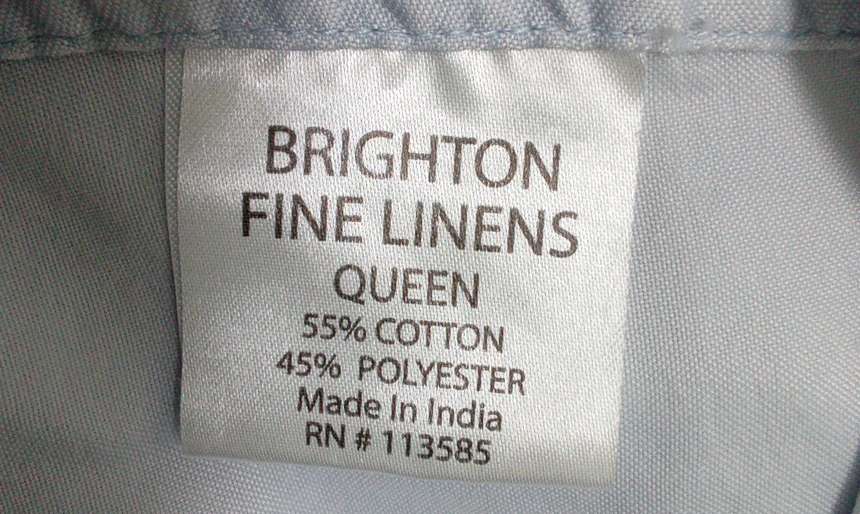 BRIGHTON
FINE LINENS
QUEEN
55% COTTON
45% POLYESTER
Made In India
RN # 113585